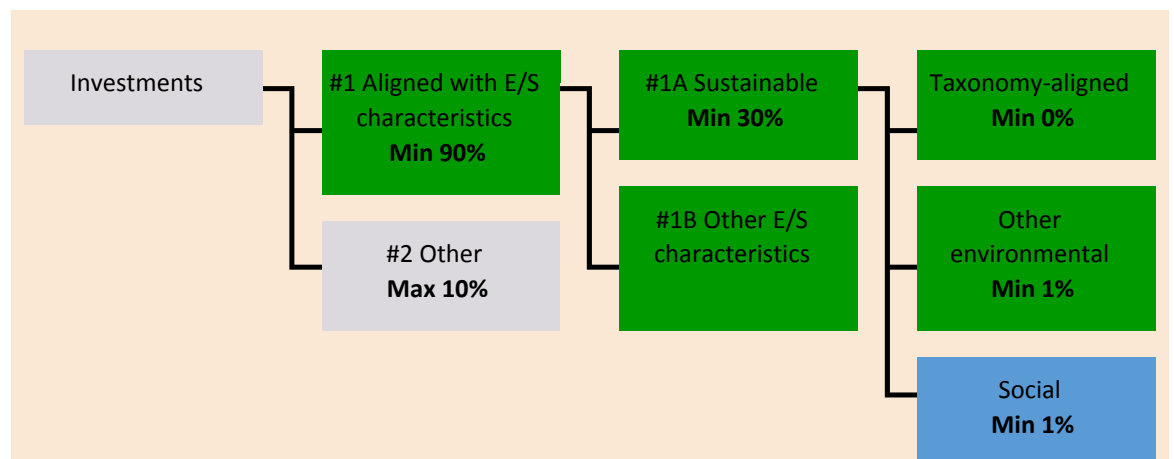 Investments
#1 Aligned with E/S
characteristics
Min 90%
#2 Other
Max 10%
#1A Sustainable
Min 30%
#1B Other E/S
characteristics
Taxonomy-aligned
Min 0%
Other
environmental
Min 1%
Social
Min 1%